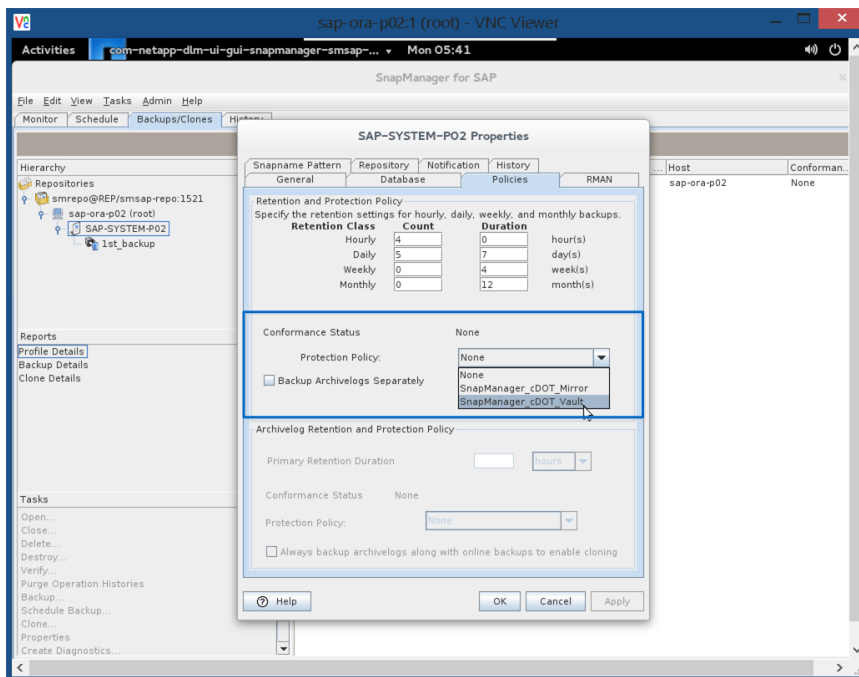 sap-ora-p02:1 (root) - VNC Viewer
Activities com-netapp-dlm-ui-gui-snapmanager-smsap-... Mon 05:41
SnapManager for SAP
File Edit View Tasks Admin Help
Monitor Schedule Backups/Clones History
SAP-SYSTEM-P02 Properties
Hierarchy
Repositories
smrepo@REP/smsap-repo:1521
sap-ora-p02 (root)
SAP-SYSTEM-P02
1st_backup
... Host Conforman...
sap-ora-p02 None
Snapname Pattern Repository Notification History
General Database Policies RMAN
Retention and Protection Policy
Specify the retention settings for hourly, daily, weekly, and monthly backups.
Retention Class Count Duration
Hourly 4 0 hour(s)
Daily 5 7 day(s)
Weekly 0 4 week(s)
Monthly 0 12 month(s)
Conformance Status None
Protection Policy: None
None
SnapManager_cDOT_Mirror
SnapManager_cDOT_Vault
Backup Archivelogs Separately
Archivelog Retention and Protection Policy
Primary Retention Duration hours
Conformance Status None
Protection Policy: None
Always backup archivelogs along with online backups to enable cloning
Help OK Cancel Apply
Reports
Profile Details
Backup Details
Clone Details
Tasks
Open...
Close...
Delete...
Destroy...
Verify...
Purge Operation Histories
Backup...
Schedule Backup...
Clone...
Properties
Create Diagnostics...